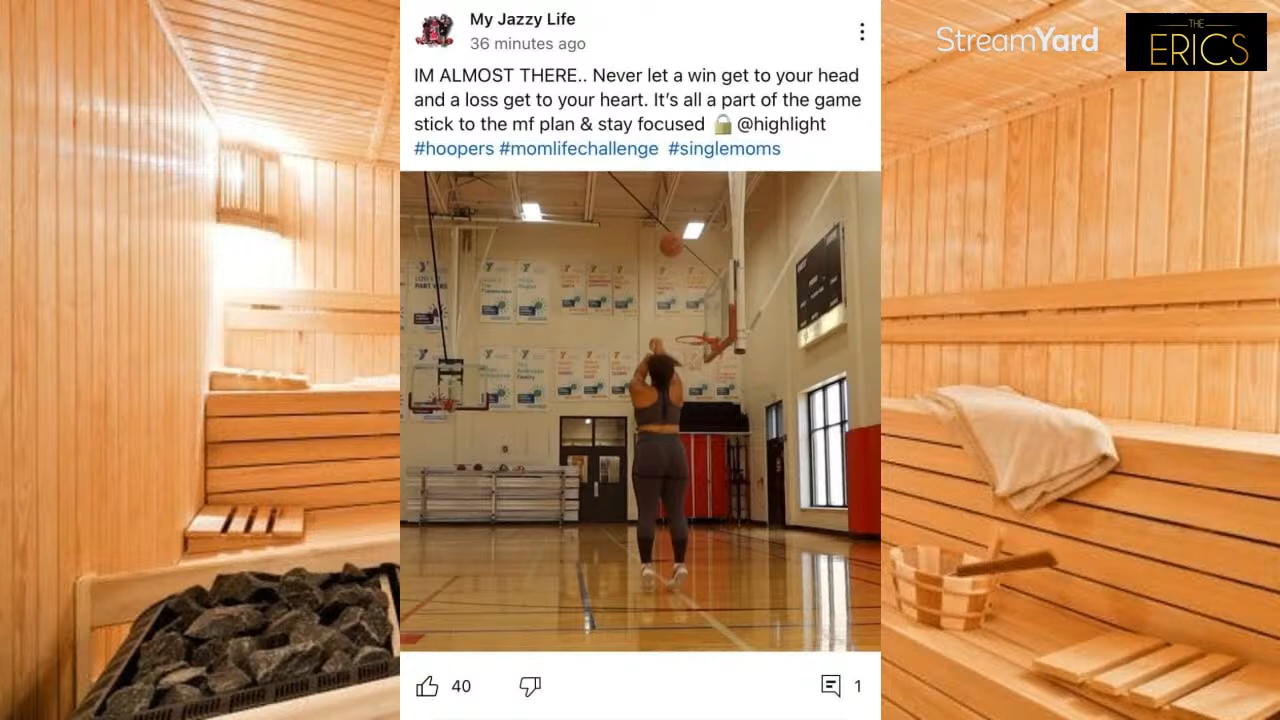 My Jazzy Life
36 minutes ago
IM ALMOST THERE.. Never let a win get to your head
and a loss get to your heart. It's all a part of the game
stick to the mf plan & stay focused 🔒 @highlight
#hoopers #momlifechallenge #singlemoms
40
1
StreamYard
THE
ERICS